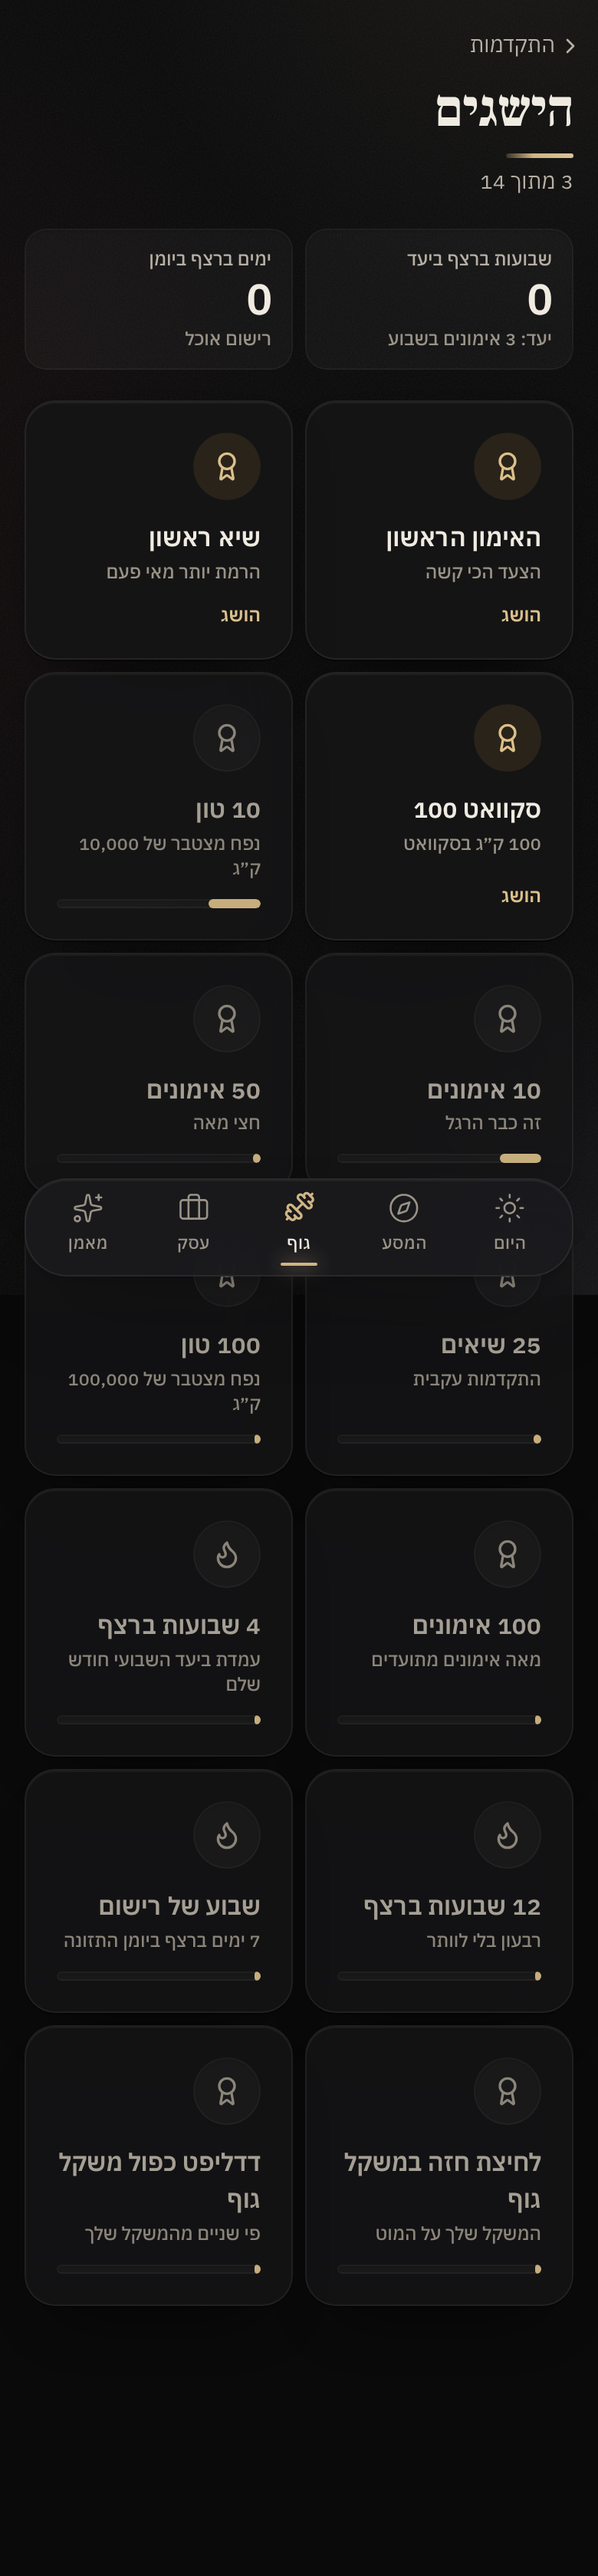 התקדמות
הישגים
3 מתוך 14
שבועות ברצף ביעד
0
יעד: 3 אימונים בשבוע
ימים ברצף ביומן
0
רישום אוכל
האימון הראשון
הצעד הכי קשה
הושג
שיא ראשון
הרמת יותר מאי פעם
הושג
סקוואט 100
100 ק״ג בסקוואט
הושג
10 טון
נפח מצטבר של 10,000
ק״ג
10 אימונים
זה כבר הרגל
50 אימונים
חצי מאה
היום
המסע
גוף
עסק
מאמן
25 שיאים
התקדמות עקבית
100 טון
נפח מצטבר של 100,000
ק״ג
100 אימונים
מאה אימונים מתועדים
4 שבועות ברצף
עמדת ביעד השבועי חודש
שלם
12 שבועות ברצף
רבעון בלי לוותר
שבוע של רישום
7 ימים ברצף ביומן התזונה
לחיצת חזה במשקל
גוף
המשקל שלך על המוט
דדליפט כפול משקל
גוף
פי שניים מהמשקל שלך